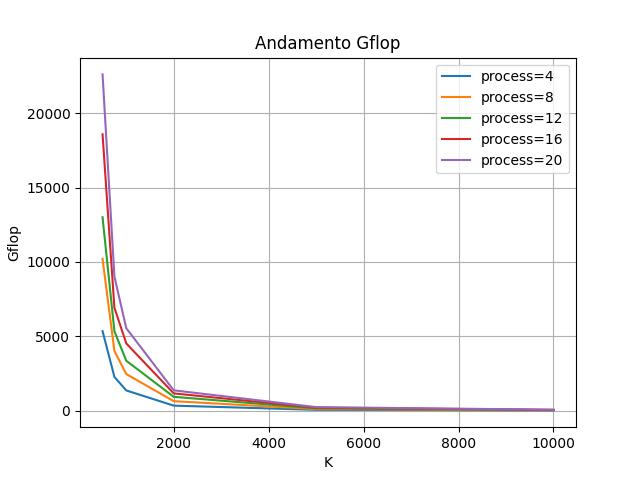 Andamento Gflop
process=4
process=8
process=12
process=16
process=20
Gflop
20000
15000
10000
5000
0
2000 4000 6000 8000 10000
K